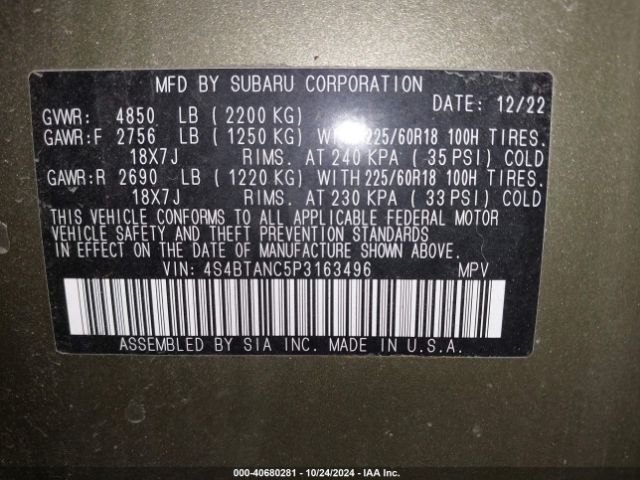 MFD BY SUBARU CORPORATION
DATE: 12/22
GVWR: 4850 LB (2200 KG)
GAWR:F 2756 LB (1250 KG) WITH 225/60R18 100H TIRES.
18X7J RIMS. AT 240 KPA (35 PSI) COLD
GAWR:R 2690 LB (1220 KG) WITH 225/60R18 100H TIRES.
18X7J RIMS. AT 230 KPA (33 PSI) COLD
THIS VEHICLE CONFORMS TO ALL APPLICABLE FEDERAL MOTOR
VEHICLE SAFETY AND THEFT PREVENTION STANDARDS
IN EFFECT ON THE DATE OF MANUFACTURE SHOWN ABOVE.
VIN: 4S4BTANC5P3163496 MPV
ASSEMBLED BY SIA INC. MADE IN U.S.A.
000-40680281 - 10/24/2024 - IAA Inc.